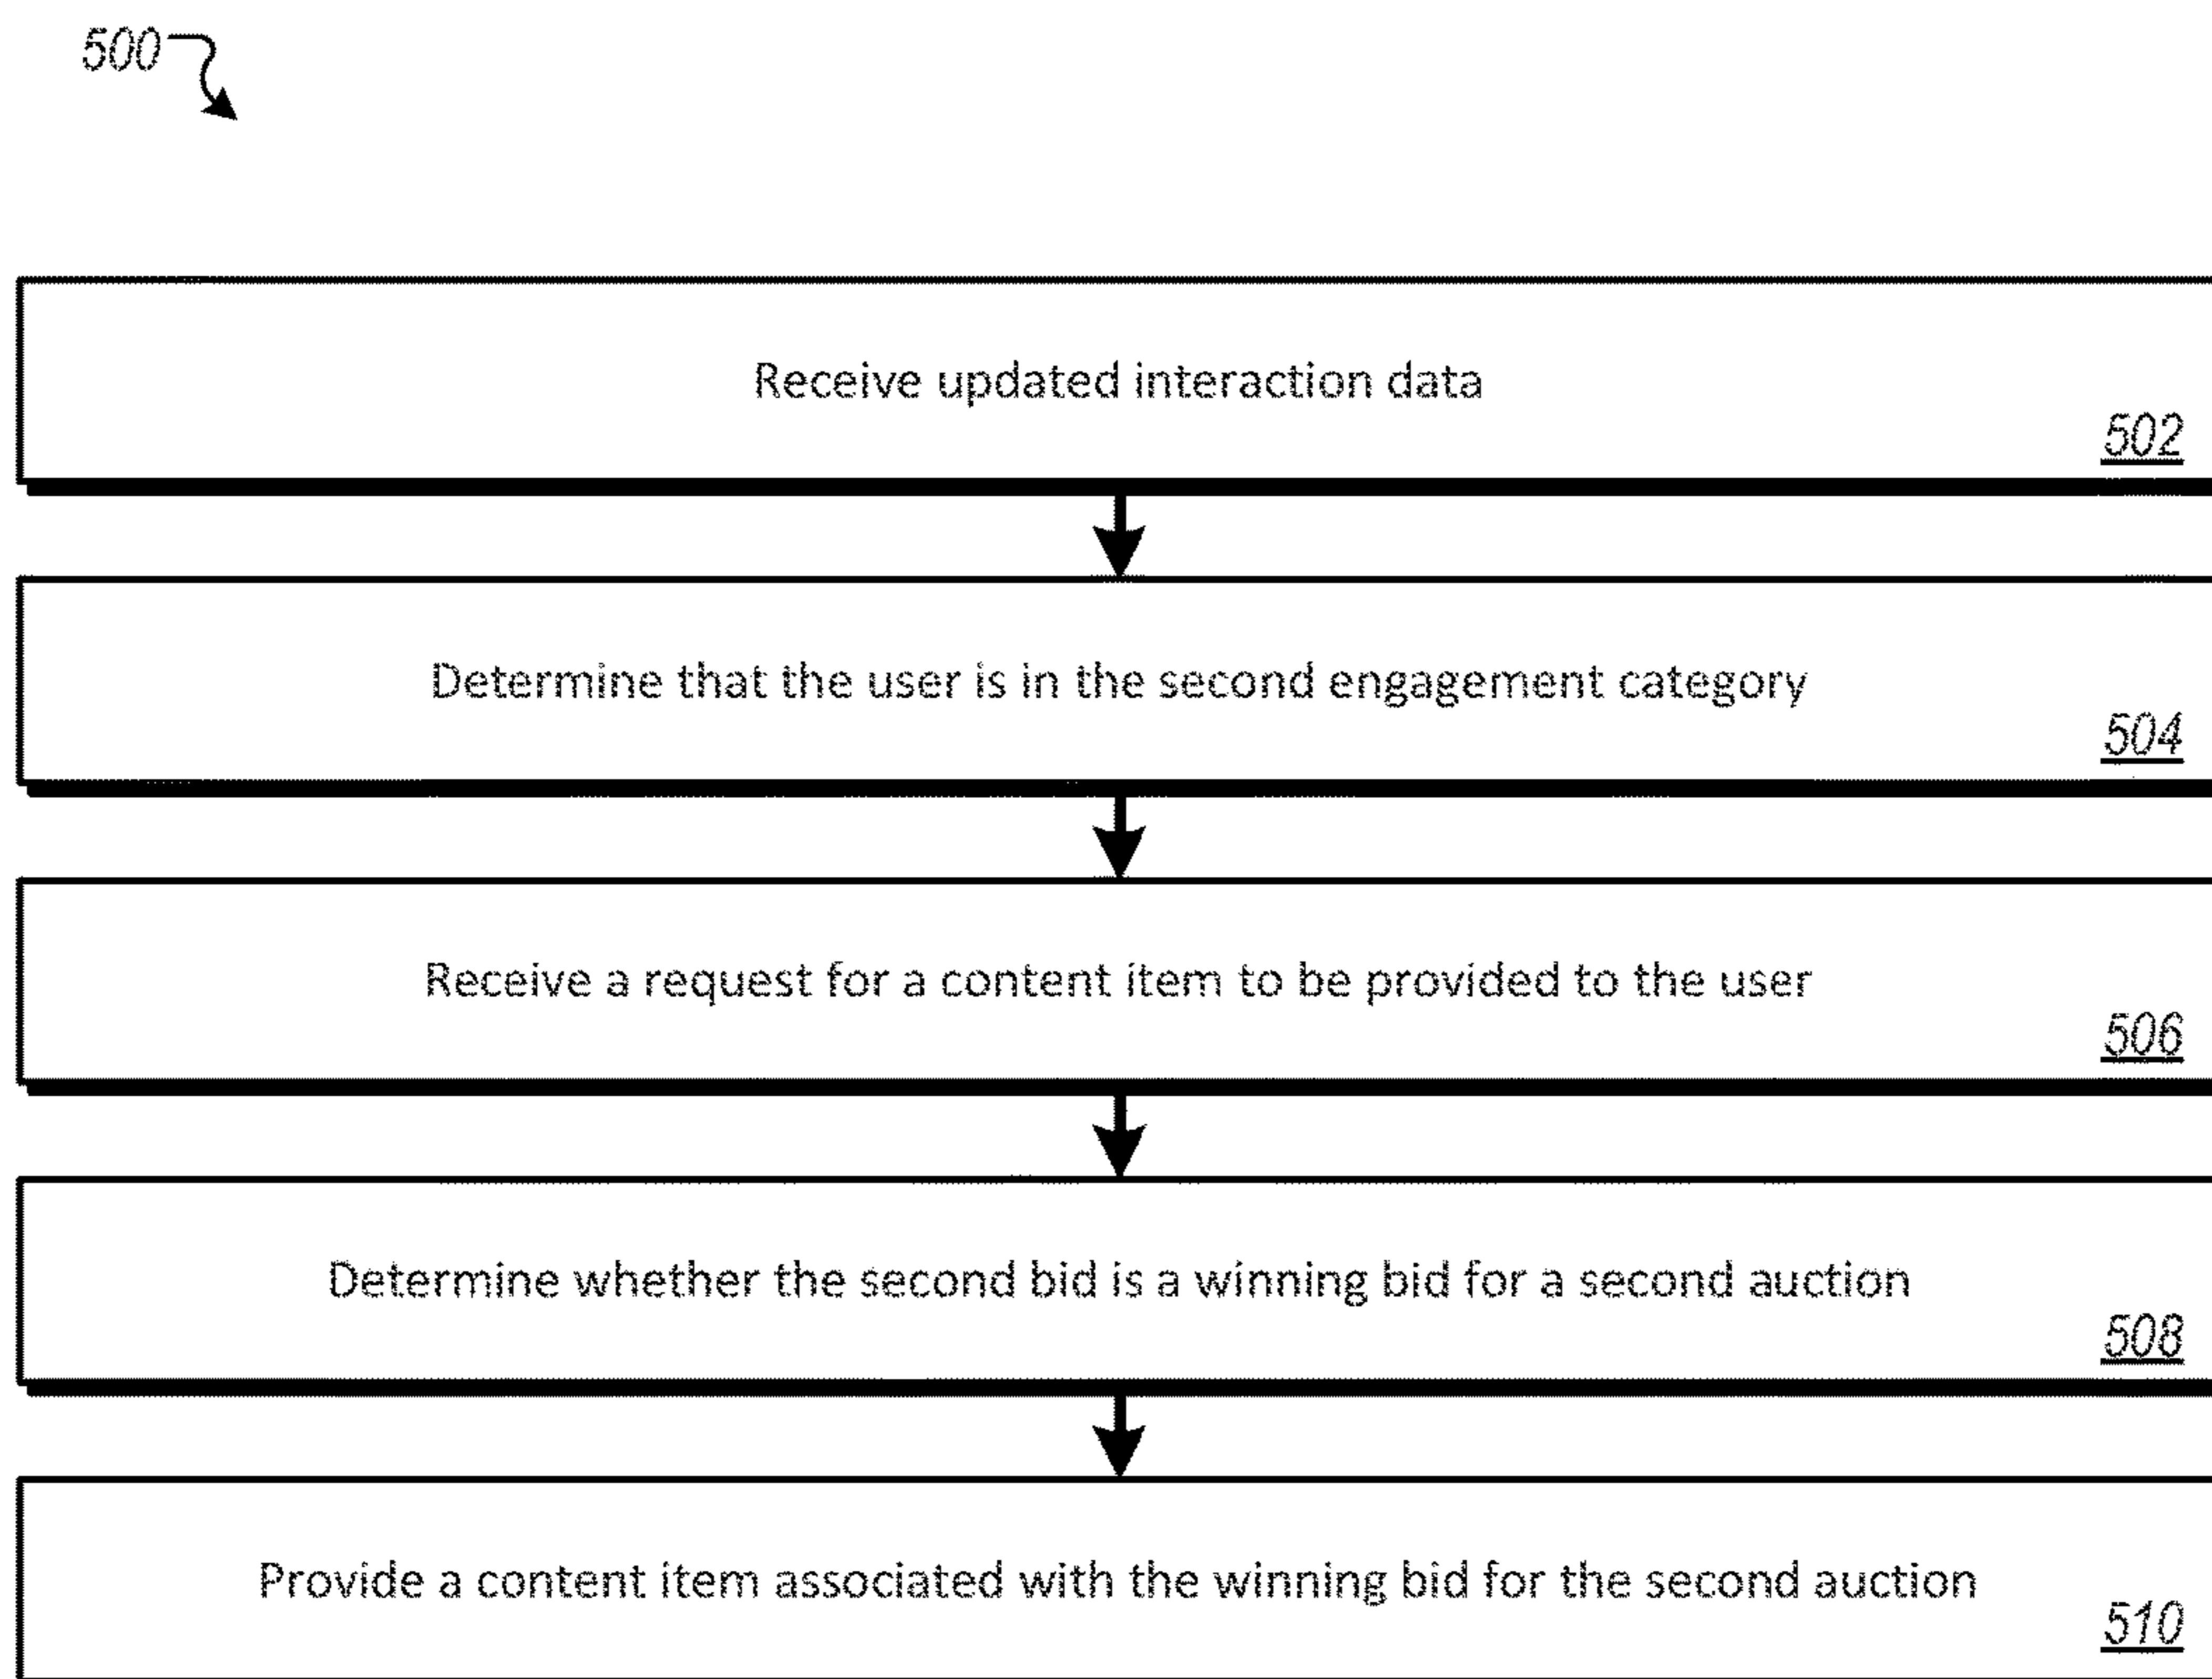 500
Receive updated interaction data
502
Determine that the user is in the second engagement category
504
Receive a request for a content item to be provided to the user
506
Determine whether the second bid is a winning bid for a second auction
508
Provide a content item associated with the winning bid for the second auction
510